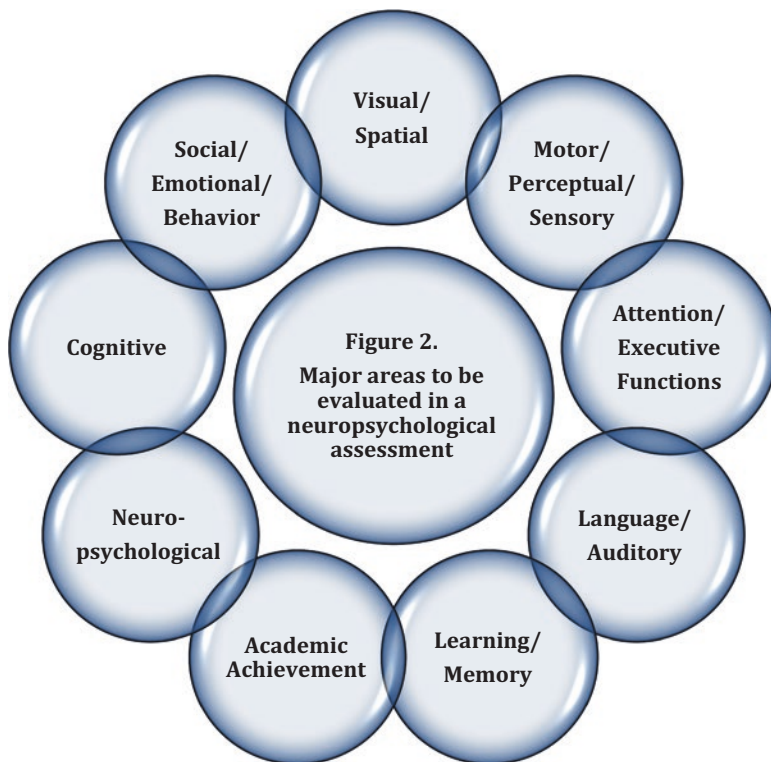 Visual/
Spatial
Motor/
Perceptual/
Sensory
Attention/
Executive
Functions
Language/
Auditory
Learning/
Memory
Academic
Achievement
Neuro-
psychological
Cognitive
Social/
Emotional/
Behavior
Figure 2.
Major areas to be
evaluated in a
neuropsychological
assessment